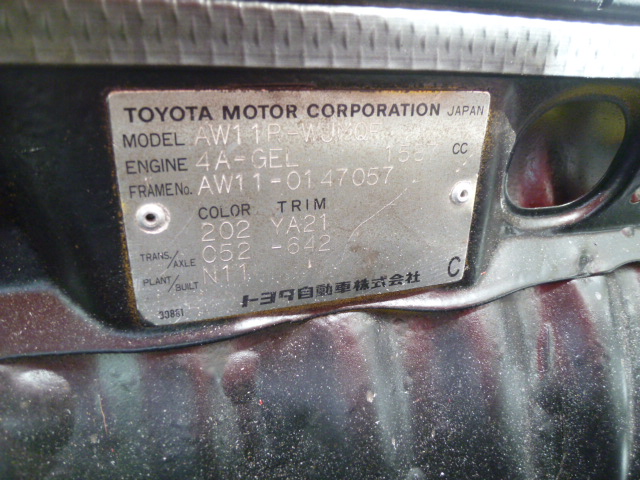 TOYOTA MOTOR CORPORATION JAPAN
MODEL
ENGINE 4A-GEL CC
FRAME No. AW11-0147057
COLOR TRIM
202 YA21
TRANS./AXLE C52 -642
PLANT/BUILT N11
トヨタ自動車株式会社 C